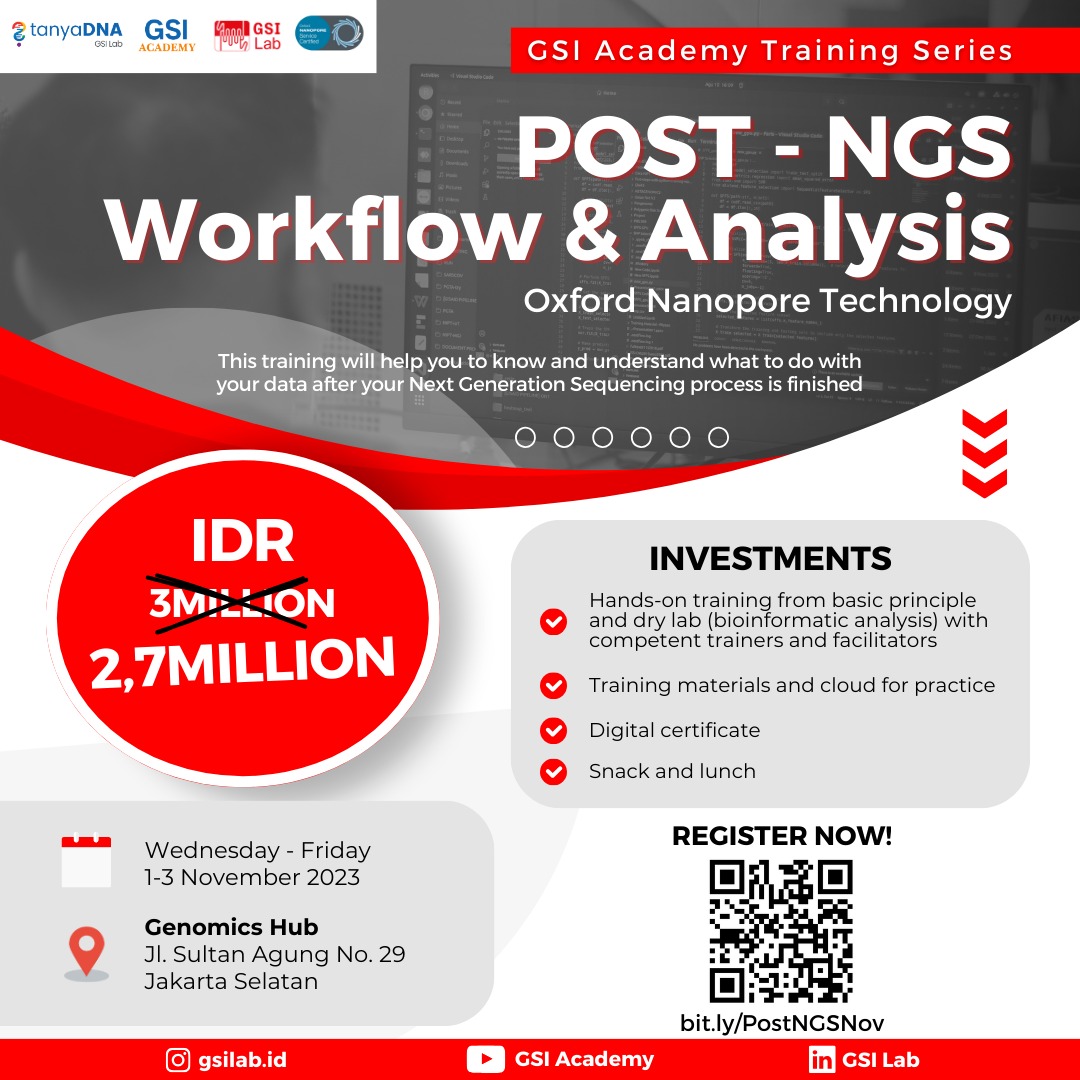 tanyaDNA
GSI Lab
GSI
ACADEMY
GSI
Lab
NANOPORE
Service
Certified
GSI Academy Training Series
POST - NGS
Workflow & Analysis
Oxford Nanopore Technology
This training will help you to know and understand what to do with
your data after your Next Generation Sequencing process is finished
IDR
3MILLION
2,7MILLION
INVESTMENTS
Hands-on training from basic principle
and dry lab (bioinformatic analysis) with
competent trainers and facilitators
Training materials and cloud for practice
Digital certificate
Snack and lunch
Wednesday - Friday
1-3 November 2023
Genomics Hub
Jl. Sultan Agung No. 29
Jakarta Selatan
REGISTER NOW!
bit.ly/PostNGSNov
gsilab.id
GSI Academy
GSI Lab